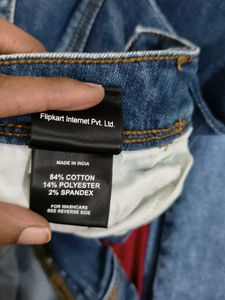 Flipkart Internet Pvt. Ltd.
MADE IN INDIA
84% COTTON
14% POLYESTER
2% SPANDEX
FOR WASHCARE
SEE REVERSE SIDE